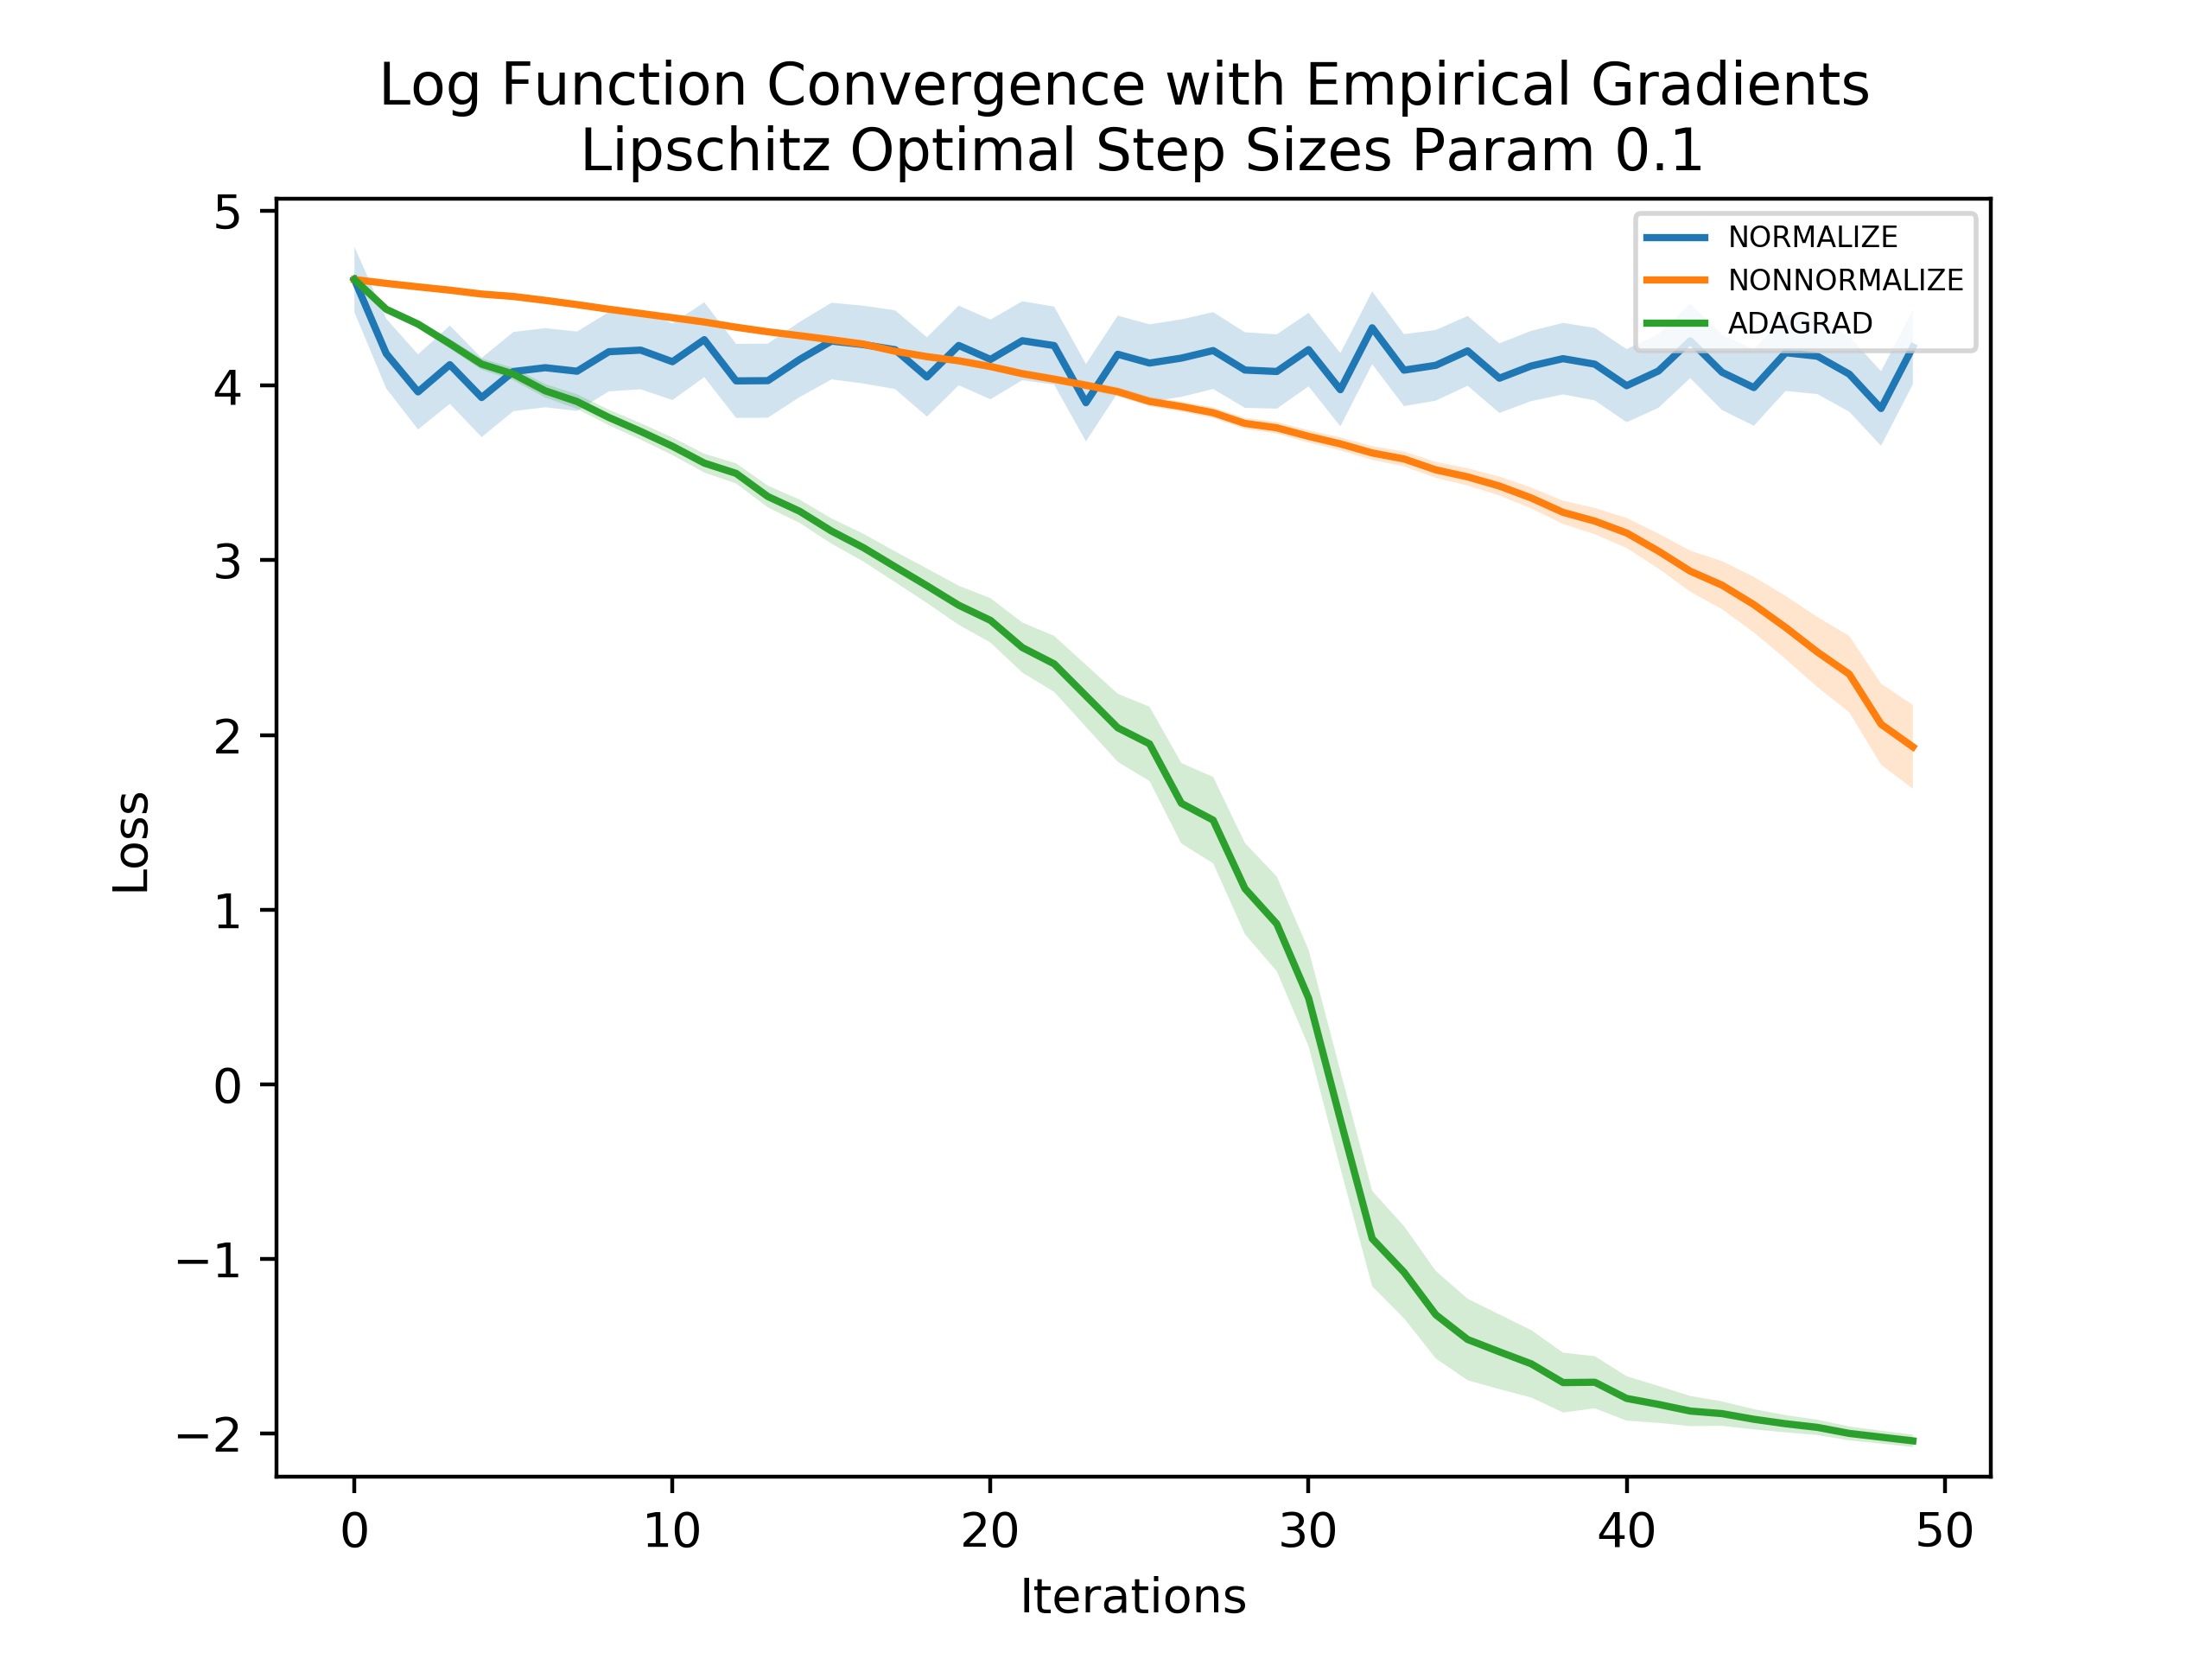 Log Function Convergence with Empirical Gradients
Lipschitz Optimal Step Sizes Param 0.1
NORMALIZE
NONNORMALIZE
ADAGRAD
5
4
3
2
1
0
−1
−2
Loss
0 10 20 30 40 50
Iterations